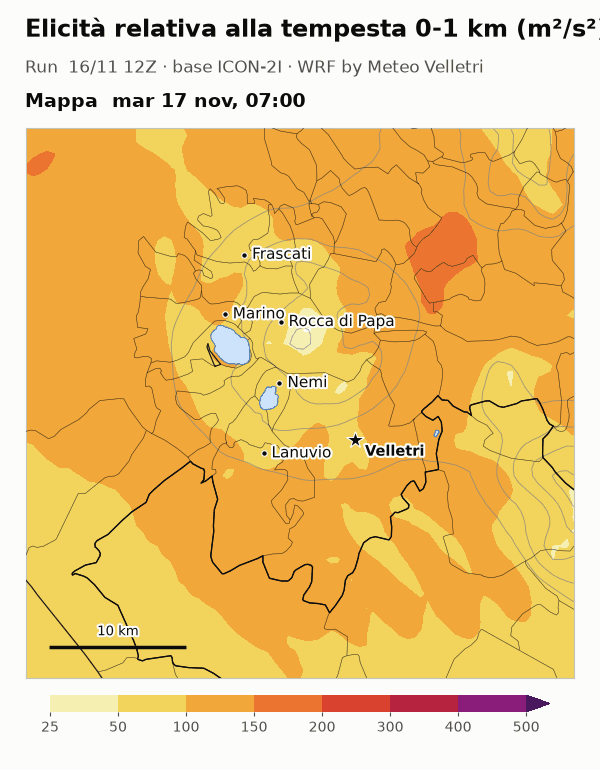 Elicità relativa alla tempesta 0-1 km (m²/s²)
Run 16/11 12Z · base ICON-2I · WRF by Meteo Velletri
Mappa mar 17 nov, 07:00
Frascati
Marino
Rocca di Papa
Nemi
Velletri
Lanuvio
10 km
25 50 100 150 200 300 400 500